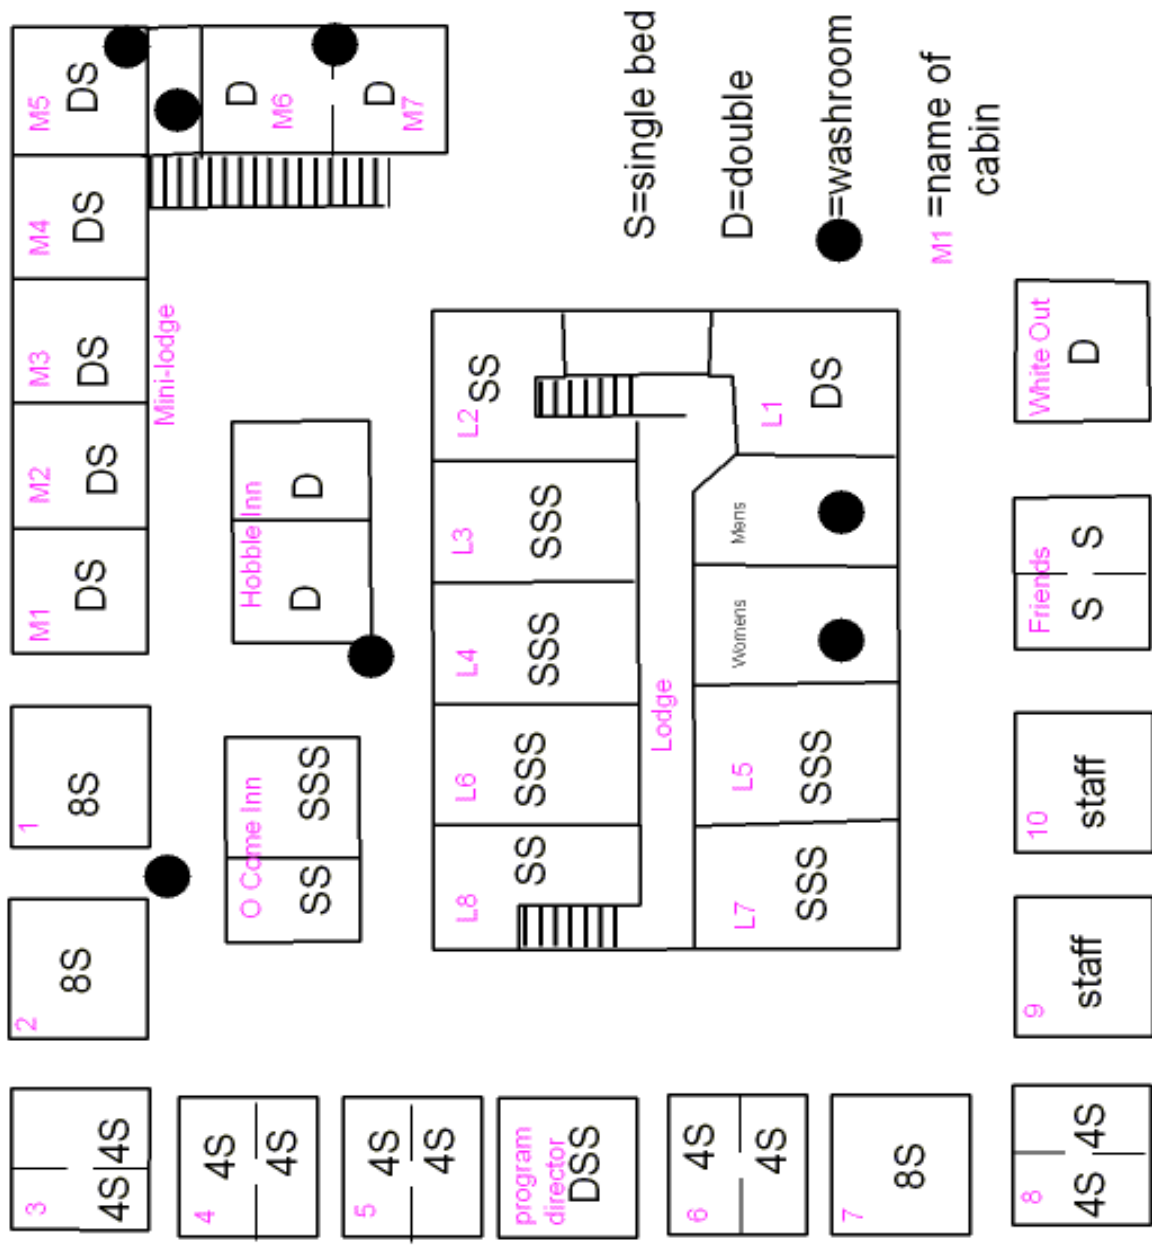 3
4S
4S
2
8S
1
8S
M1
DS
M2
DS
M3
DS
M4
DS
M5
DS
Mini-lodge
4
4S
4S
O Come Inn
SS
SSS
Hobble Inn
D
D
D
M6
D
M7
5
4S
4S
program
director
DSS
L8
SS
L6
SSS
L4
SSS
L3
SSS
L2
SS
Lodge
L7
SSS
L5
SSS
Womens
Mens
L1
DS
S=single bed
D=double
=washroom
M1 =name of
cabin
6
4S
4S
7
8S
8
4S
4S
9
staff
10
staff
Friends
S
S
White Out
D